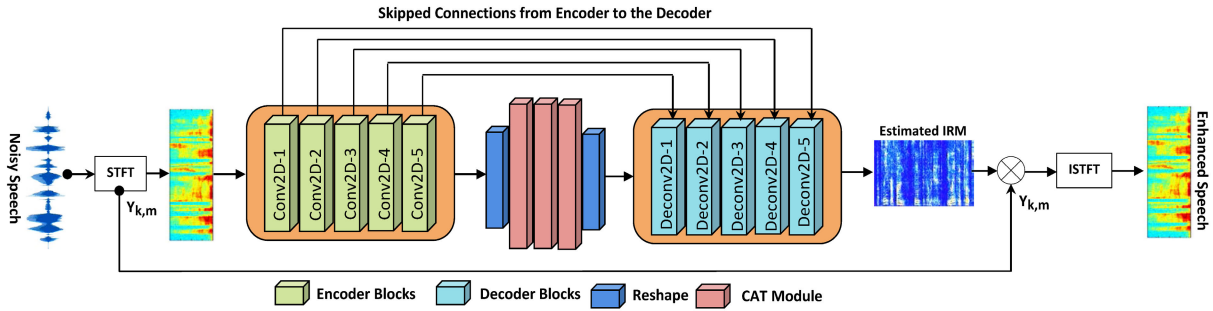 Skipped Connections from Encoder to the Decoder
Noisy Speech
STFT
Y k,m
Conv2D-1
Conv2D-2
Conv2D-3
Conv2D-4
Conv2D-5
Deconv2D-1
Deconv2D-2
Deconv2D-3
Deconv2D-4
Deconv2D-5
Estimated IRM
Y k,m
ISTFT
Enhanced Speech
Encoder Blocks
Decoder Blocks
Reshape
CAT Module